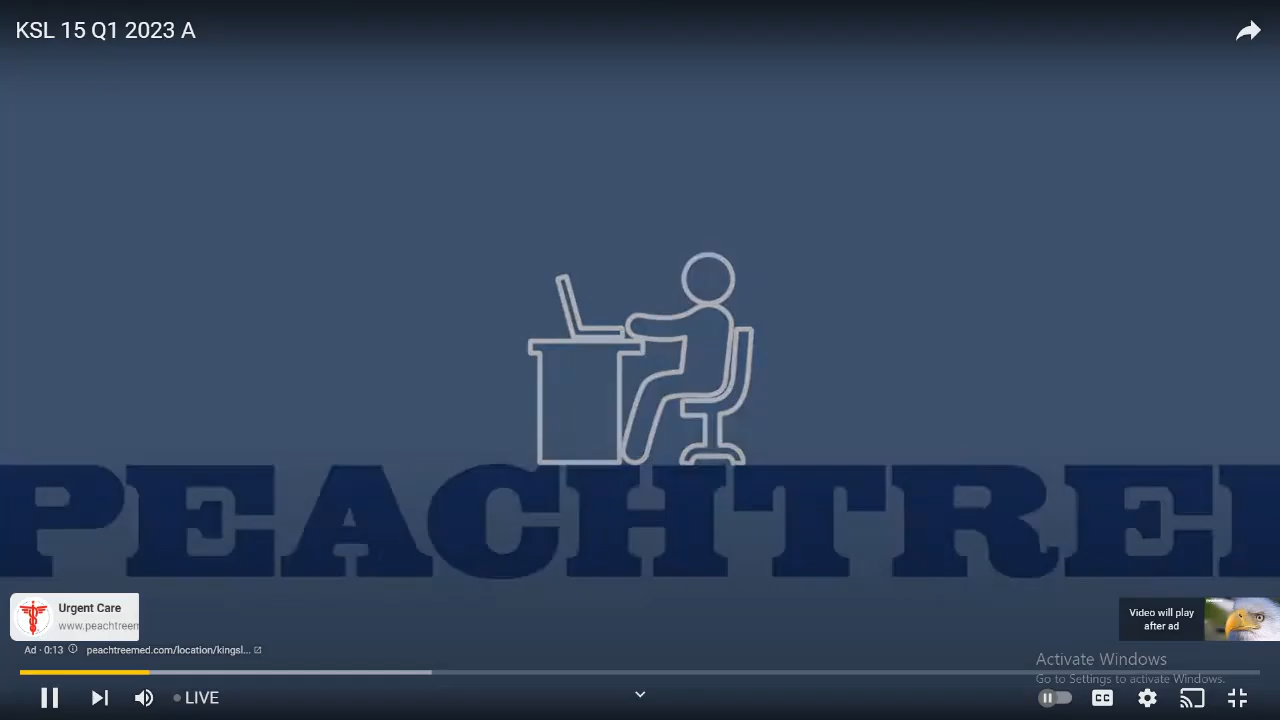 KSL 15 Q1 2023 A
PEACHTREE
Urgent Care
www.peachtreem
Video will play
after ad
Ad · 0:13
peachtreemed.com/location/kingsl...
Activate Windows
Go to Settings to activate Windows.
LIVE
CC